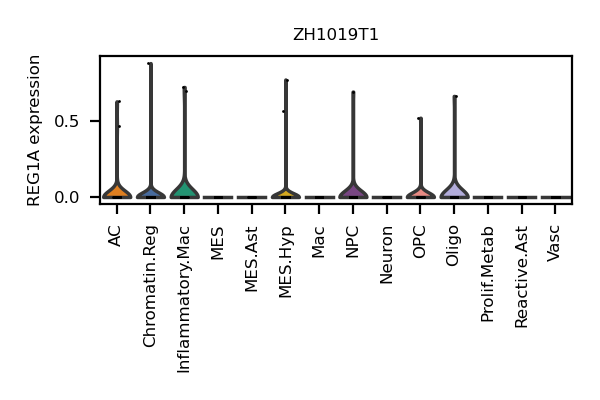 ZH1019T1
REG1A expression
0.5
0.0
AC
Chromatin.Reg
Inflammatory.Mac
MES
MES.Ast
MES.Hyp
Mac
NPC
Neuron
OPC
Oligo
Prolif.Metab
Reactive.Ast
Vasc